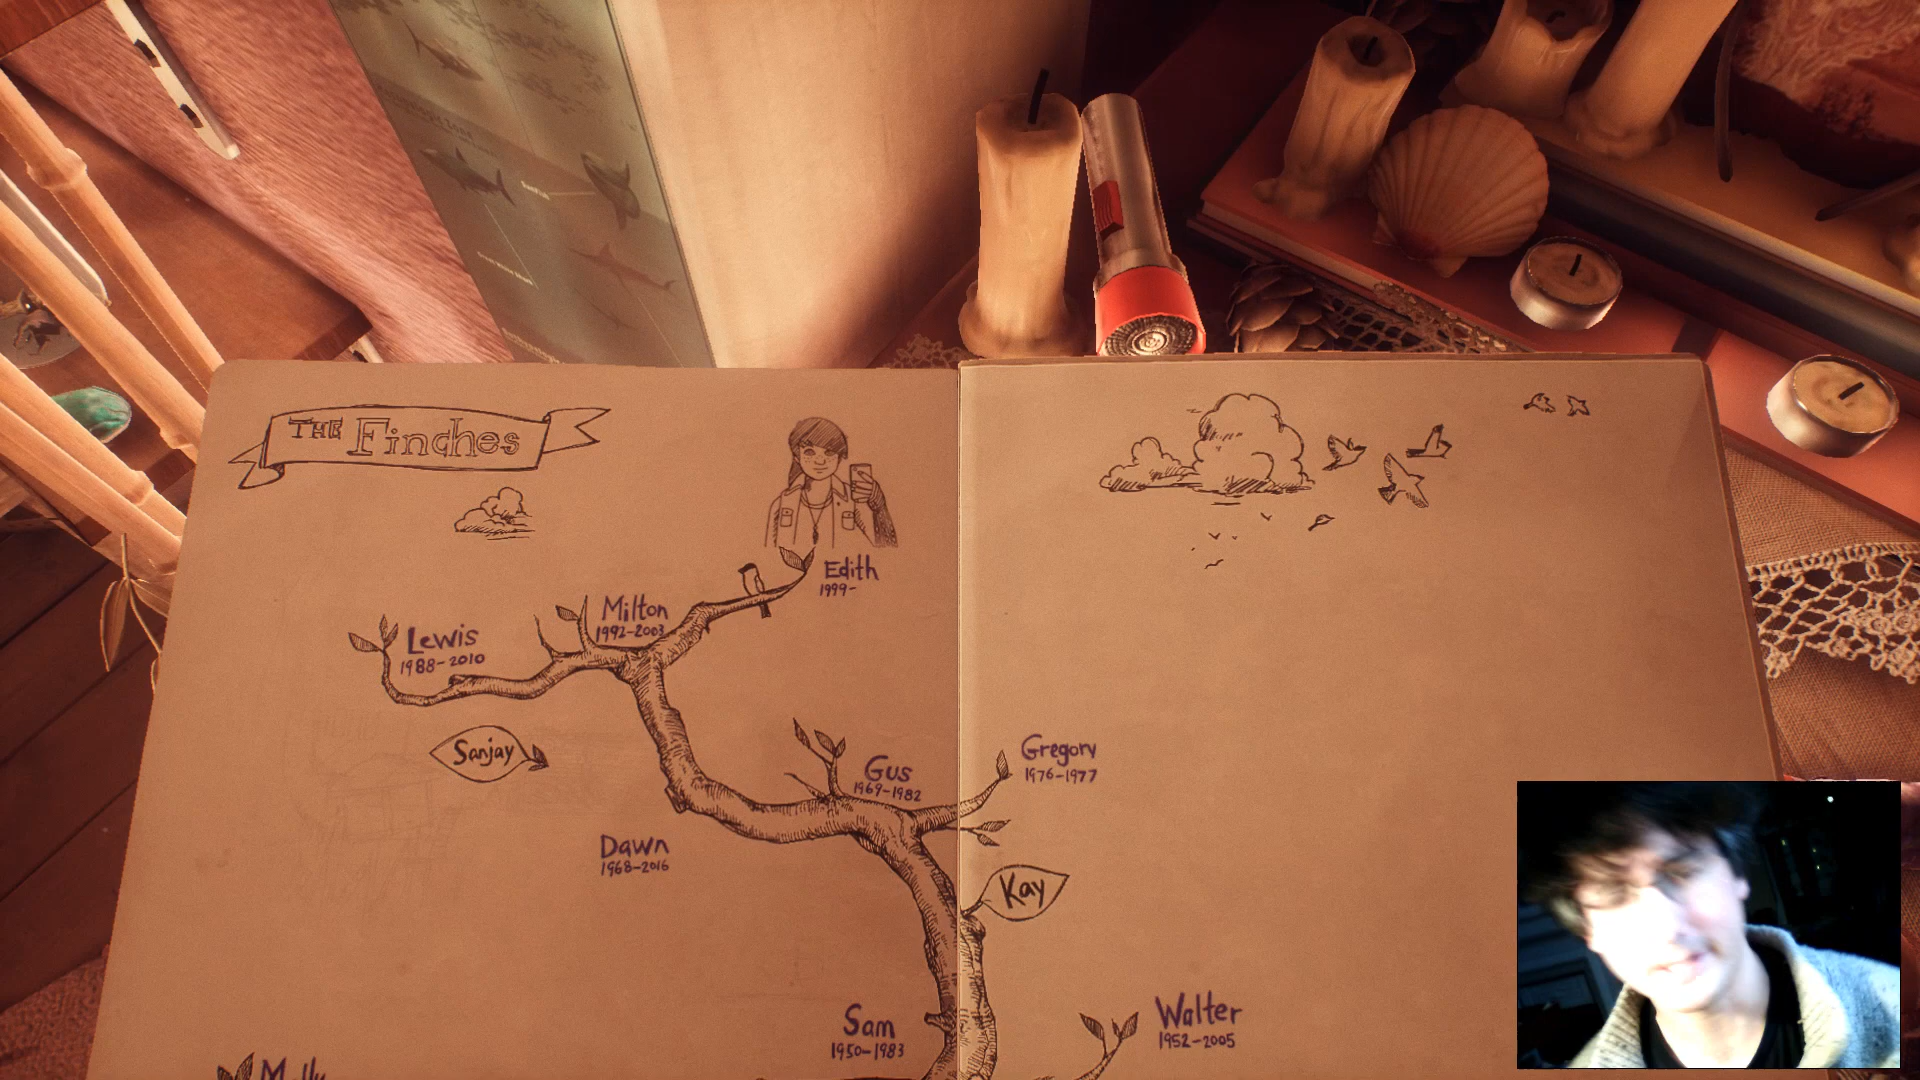 THE Finches
Edith
1999-
Milton
1992-2003
Lewis
1988-2010
Sanjay
Gregory
1976-1977
Gus
1969-1982
Dawn
1968-2016
Kay
Walter
1952-2005
Sam
1950-1983
Molly